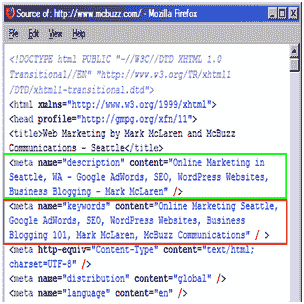 Source of: http://www.mcbuzz.com/ - Mozilla Firefox
File Edit View Help
<!DOCTYPE html PUBLIC "-//W3C//DTD XHTML 1.0
Transitional//EN" "http://www.w3.org/TR/xhtml1
/DTD/xhtml1-transitional.dtd">
<html xmlns="http://www.w3.org/1999/xhtml">
<head profile="http://gmpg.org/xfn/11">
<title>Web Marketing by Mark McLaren and McBuzz
Communications - Seattle</title>
<meta name="description" content="Online Marketing in
Seattle, WA - Google AdWords, SEO, WordPress Websites,
Business Blogging - Mark McLaren" />
<meta name="keywords" content="Online Marketing Seattle,
Google AdWords, SEO, WordPress Websites, Business
Blogging 101, Mark McLaren, McBuzz Communications" / >
<meta http-equiv="Content-Type" content="text/html;
charset=UTF-8" />
<meta name="distribution" content="global" />
<meta name="language" content="en" />